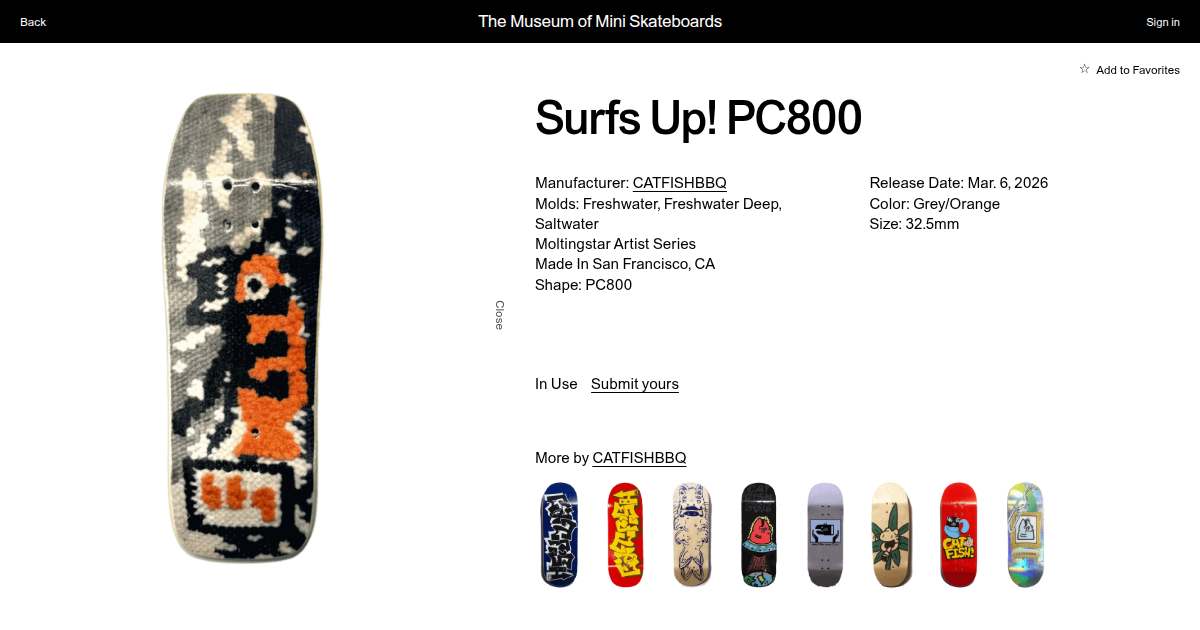 Back
The Museum of Mini Skateboards
Sign in
☆ Add to Favorites
Surfs Up! PC800
Manufacturer: CATFISHBBQ
Molds: Freshwater, Freshwater Deep,
Saltwater
Moltingstar Artist Series
Made In San Francisco, CA
Shape: PC800
Release Date: Mar. 6, 2026
Color: Grey/Orange
Size: 32.5mm
Close
In Use Submit yours
More by CATFISHBBQ
CAT
FISH!